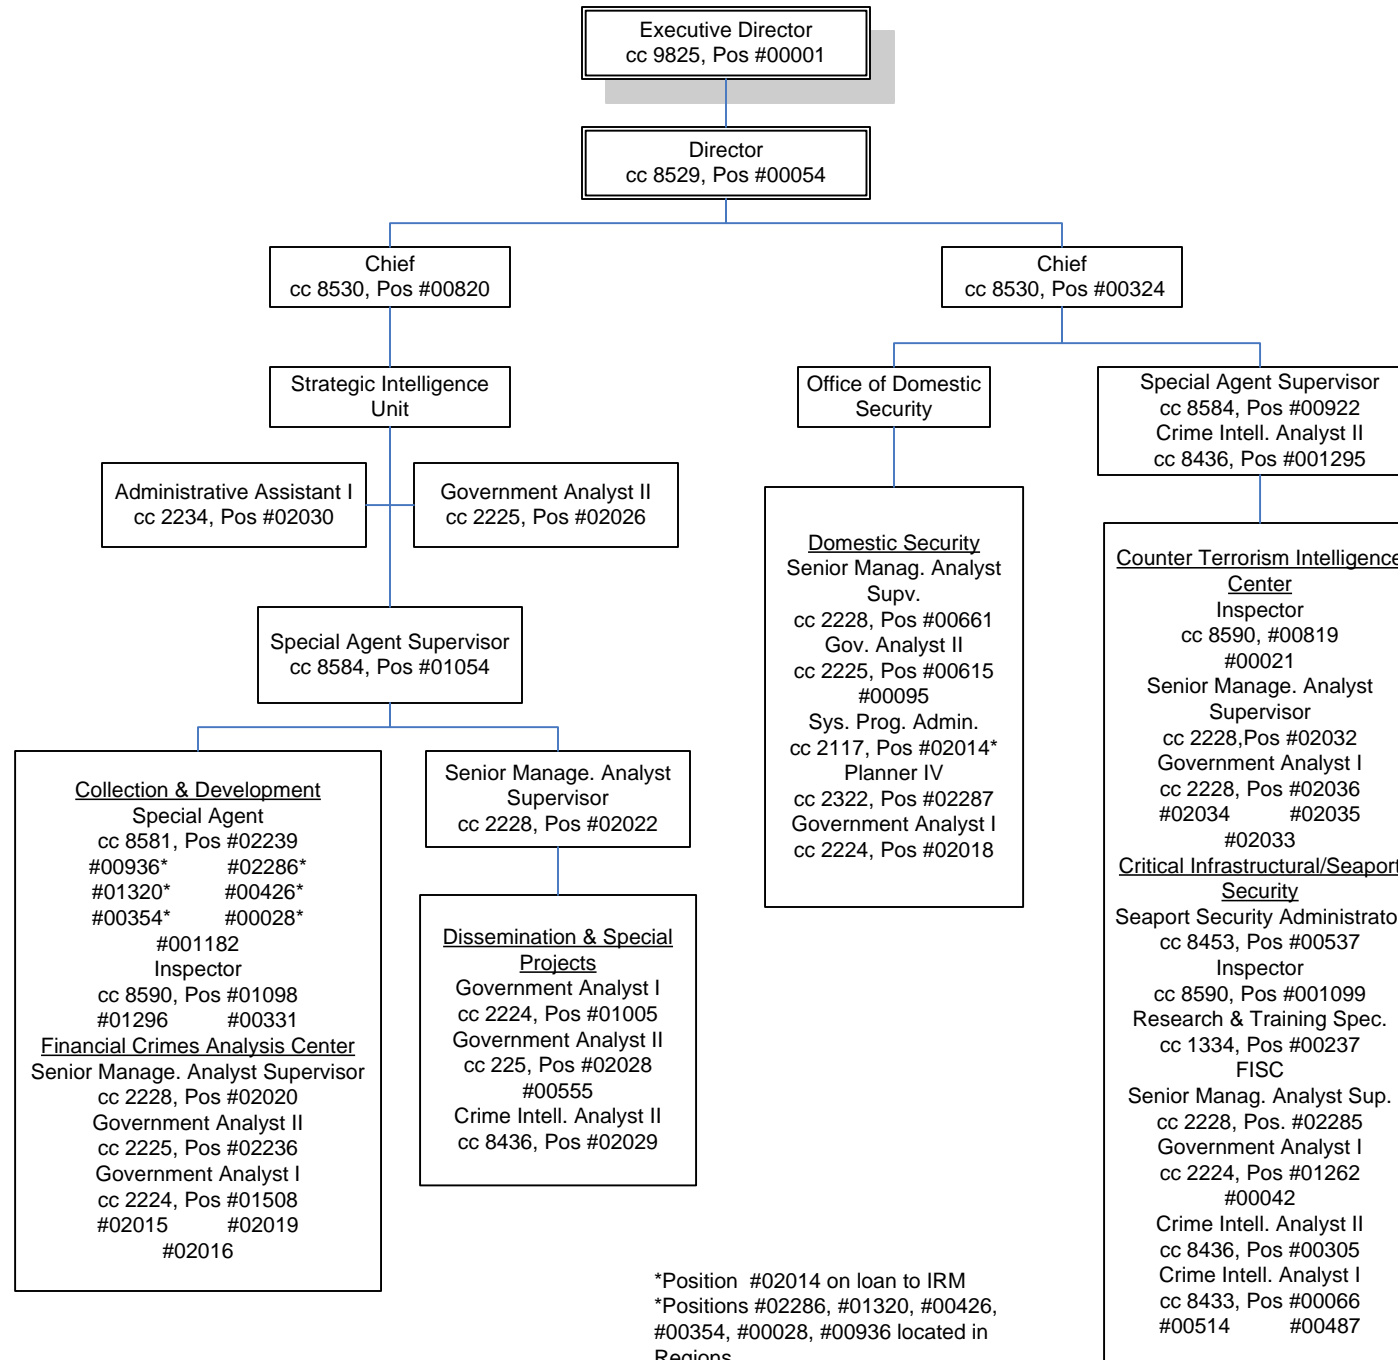 Executive Director
cc 9825, Pos #00001
Director
cc 8529, Pos #00054
Chief
cc 8530, Pos #00820
Chief
cc 8530, Pos #00324
Strategic Intelligence
Unit
Office of Domestic
Security
Special Agent Supervisor
cc 8584, Pos #00922
Crime Intell. Analyst II
cc 8436, Pos #001295
Administrative Assistant I
cc 2234, Pos #02030
Government Analyst II
cc 2225, Pos #02026
Special Agent Supervisor
cc 8584, Pos #01054
Collection & Development
Special Agent
cc 8581, Pos #02239
#00936* #02286*
#01320* #00426*
#00354* #00028*
#001182
Inspector
cc 8590, Pos #01098
#01296 #00331
Financial Crimes Analysis Center
Senior Manage. Analyst Supervisor
cc 2228, Pos #02020
Government Analyst II
cc 2225, Pos #02236
Government Analyst I
cc 2224, Pos #01508
#02015 #02019
#02016
Senior Manage. Analyst
Supervisor
cc 2228, Pos #02022
Dissemination & Special
Projects
Government Analyst I
cc 2224, Pos #01005
Government Analyst II
cc 225, Pos #02028
#00555
Crime Intell. Analyst II
cc 8436, Pos #02029
Domestic Security
Senior Manag. Analyst
Supv.
cc 2228, Pos #00661
Gov. Analyst II
cc 2225, Pos #00615
#00095
Sys. Prog. Admin.
cc 2117, Pos #02014*
Planner IV
cc 2322, Pos #02287
Government Analyst I
cc 2224, Pos #02018
Counter Terrorism Intelligence
Center
Inspector
cc 8590, #00819
#00021
Senior Manage. Analyst
Supervisor
cc 2228,Pos #02032
Government Analyst I
cc 2228, Pos #02036
#02034 #02035
#02033
Critical Infrastructural/Seaport
Security
Seaport Security Administrato
cc 8453, Pos #00537
Inspector
cc 8590, Pos #001099
Research & Training Spec.
cc 1334, Pos #00237
FISC
Senior Manag. Analyst Sup.
cc 2228, Pos. #02285
Government Analyst I
cc 2224, Pos #01262
#00042
Crime Intell. Analyst II
cc 8436, Pos #00305
Crime Intell. Analyst I
cc 8433, Pos #00066
#00514 #00487
*Position #02014 on loan to IRM
*Positions #02286, #01320, #00426,
#00354, #00028, #00936 located in
Regions